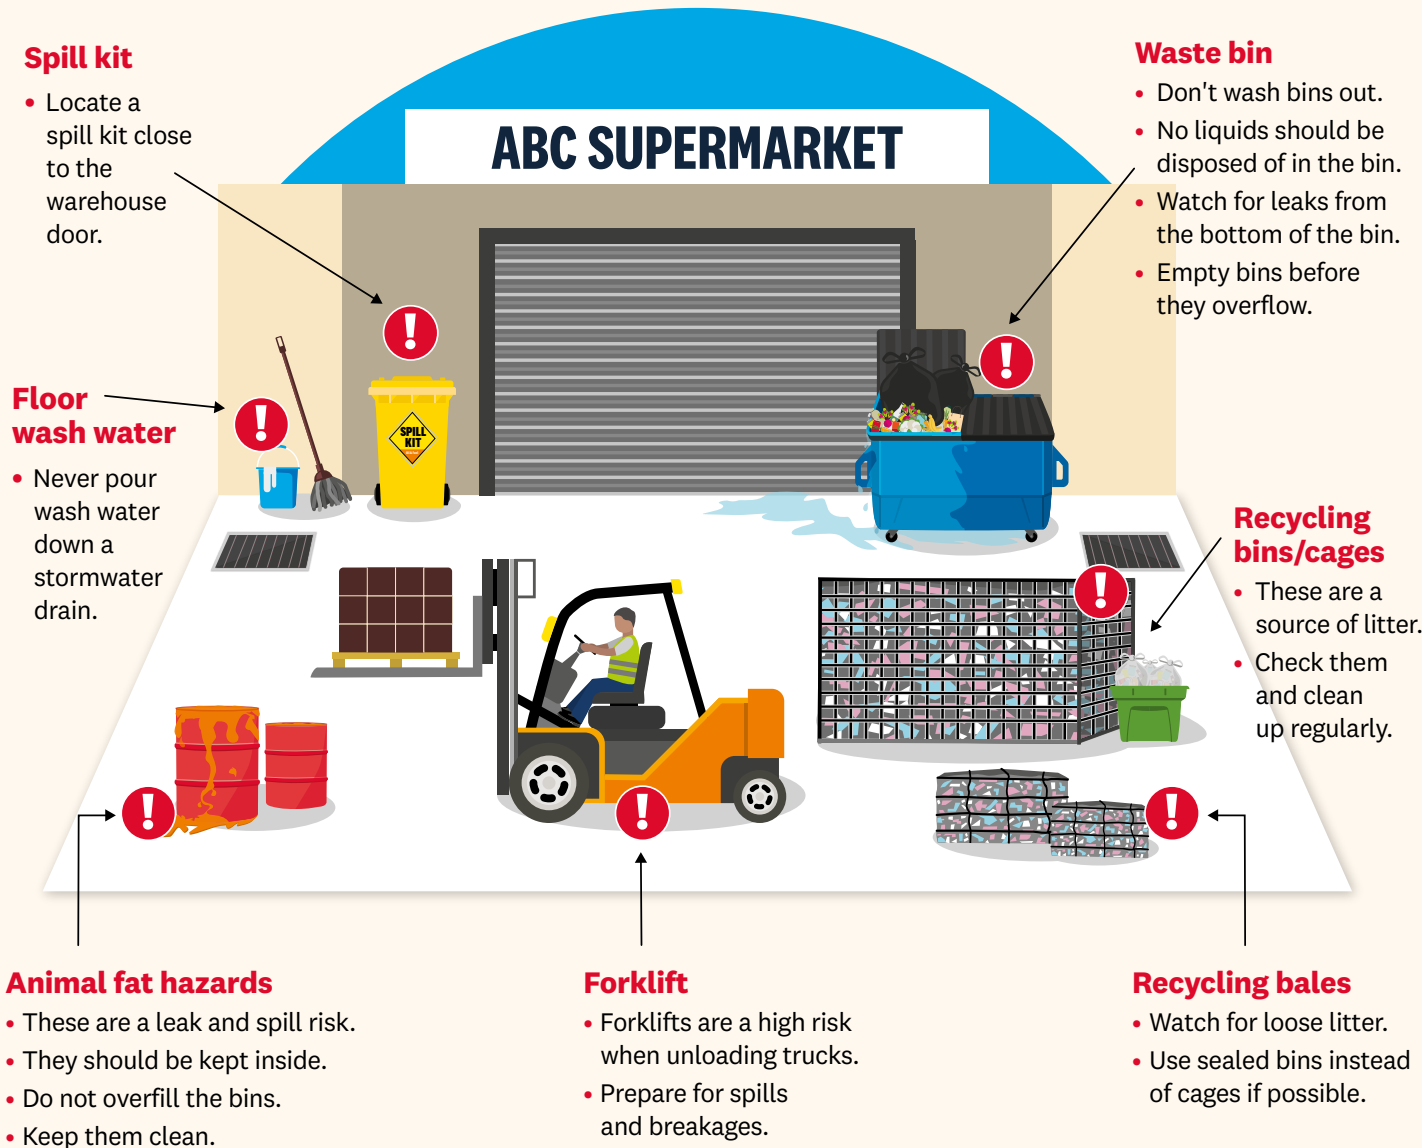 Spill kit
• Locate a
spill kit close
to the
warehouse
door.
ABC SUPERMARKET
Waste bin
• Don't wash bins out.
• No liquids should be
disposed of in the bin.
• Watch for leaks from
the bottom of the bin.
• Empty bins before
they overflow.
Floor
wash water
• Never pour
wash water
down a
stormwater
drain.
SPILL
KIT
Recycling
bins/cages
• These are a
source of litter.
• Check them
and clean
up regularly.
Animal fat hazards
• These are a leak and spill risk.
• They should be kept inside.
• Do not overfill the bins.
• Keep them clean.
Forklift
• Forklifts are a high risk
when unloading trucks.
• Prepare for spills
and breakages.
Recycling bales
• Watch for loose litter.
• Use sealed bins instead
of cages if possible.